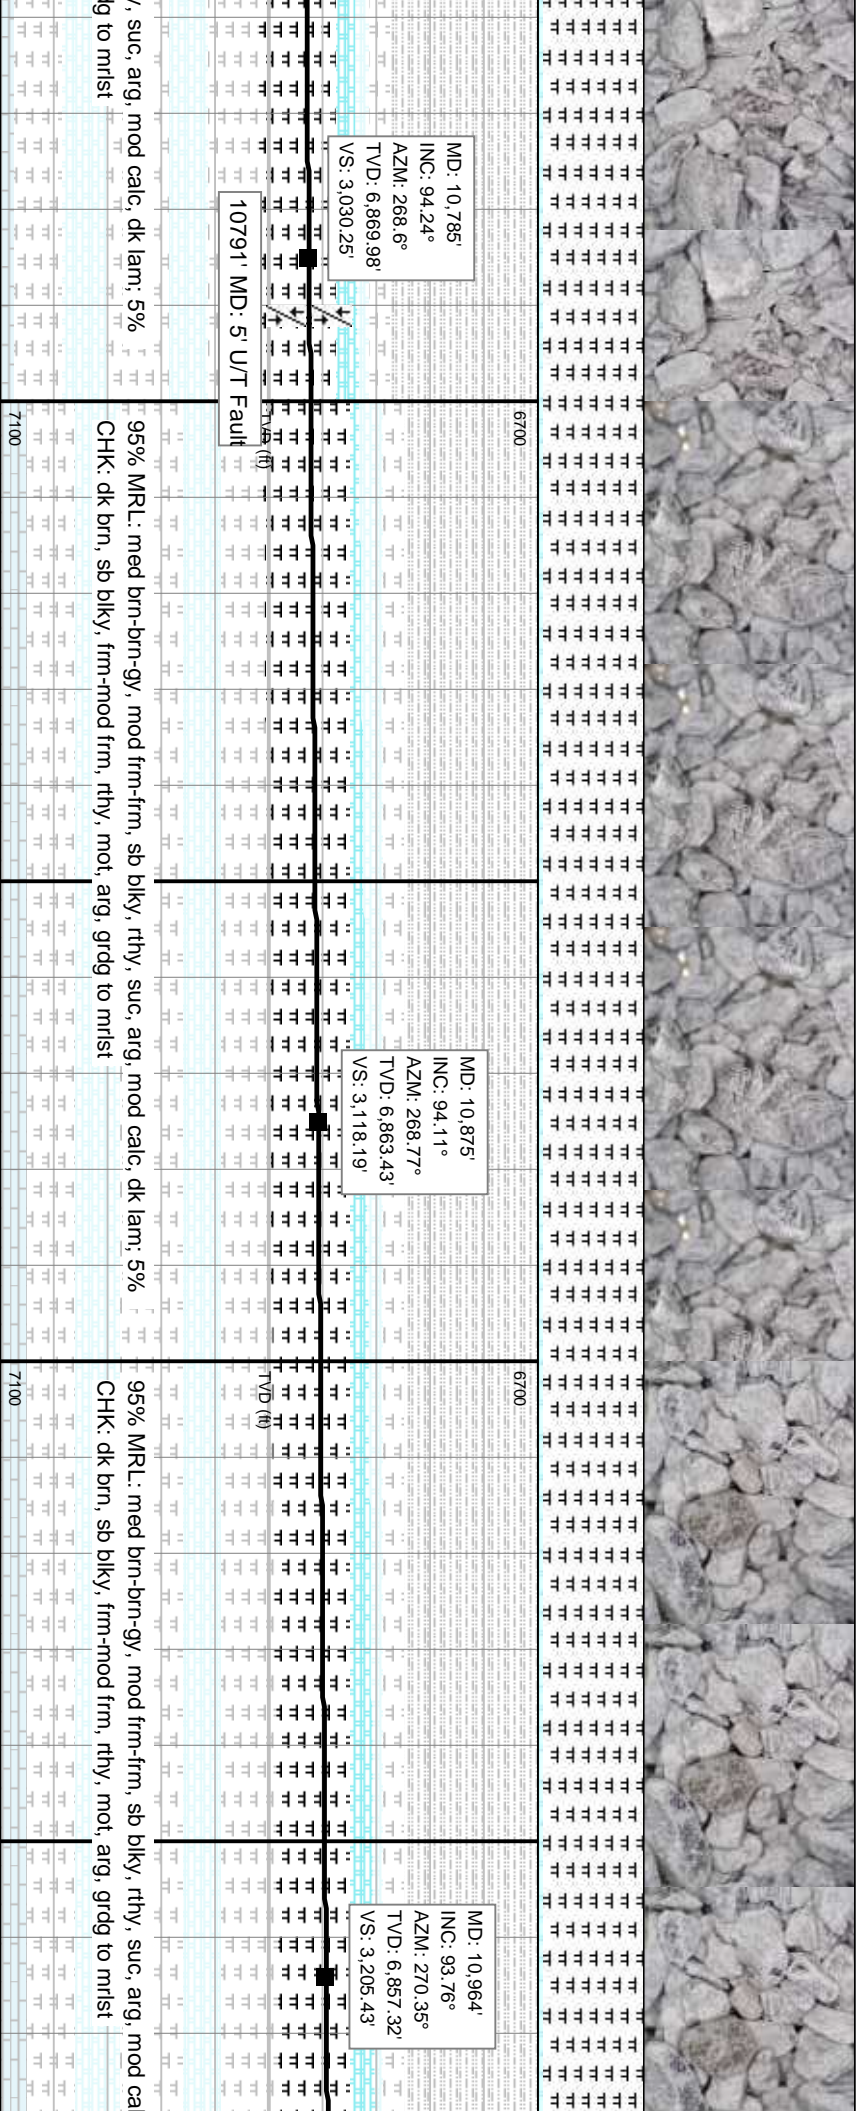 , suc, arg, mod calc, dk lam; 5%
dg to mrlst
MD: 10,785'
INC: 94.24°
AZM: 268.6°
TVD: 6,869.98'
VS: 3,030.25'
10791' MD: 5' U/T Fault
6700
TVD (ft)
7100
95% MRL: med brn-brn-gy, mod frm-frm, sb blky, rthy, suc, arg, mod calc, dk lam; 5%
CHK: dk brn, sb blky, frm-mod frm, rthy, mot, arg, grdg to mrlst
MD: 10,875'
INC: 94.11°
AZM: 268.77°
TVD: 6,863.43'
VS: 3,118.19'
6700
TVD (ft)
7100
95% MRL: med brn-brn-gy, mod frm-frm, sb blky, rthy, suc, arg, mod cal
CHK: dk brn, sb blky, frm-mod frm, rthy, mot, arg, grdg to mrlst
MD: 10,964'
INC: 93.76°
AZM: 270.35°
TVD: 6,857.32'
VS: 3,205.43'